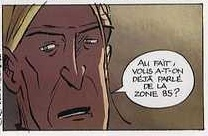 AU FAIT,
VOUS A-T-ON
DÉJÀ PARLÉ
DE LA
ZONE 85?